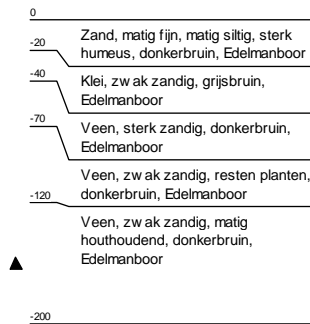 0
Zand, matig fijn, matig siltig, sterk
-20
humeus, donkerbruin, Edelmanboor
-40
Klei, zwak zandig, grijsbruin,
Edelmanboor
-70
Veen, sterk zandig, donkerbruin,
Edelmanboor
Veen, zwak zandig, resten planten,
-120
donkerbruin, Edelmanboor
Veen, zwak zandig, matig
houthoudend, donkerbruin,
Edelmanboor
-200